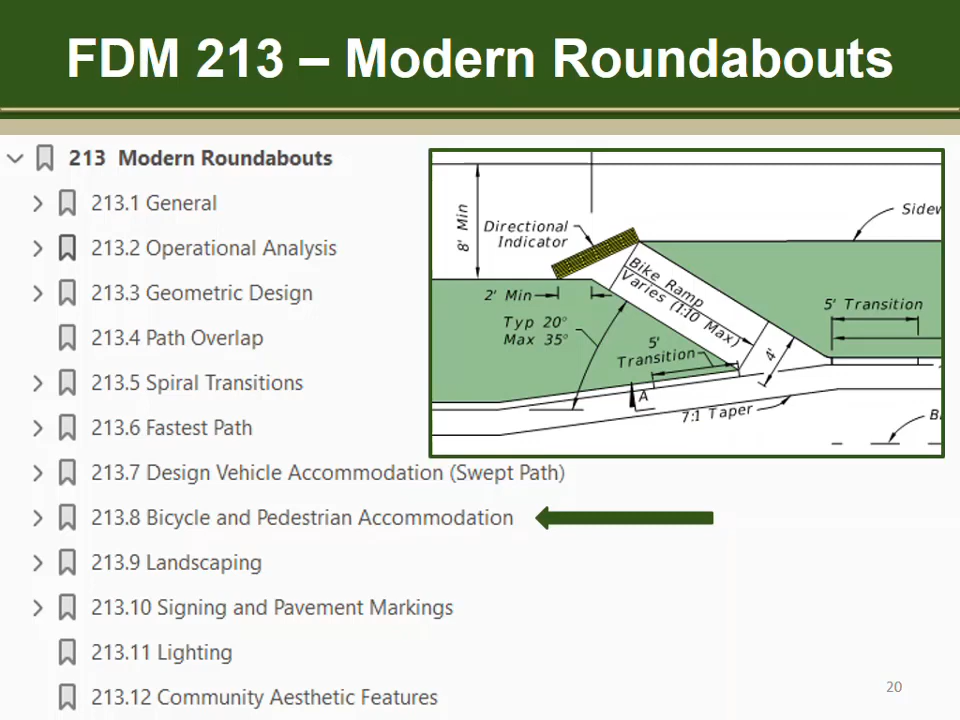 FDM 213 – Modern Roundabouts
213 Modern Roundabouts
213.1 General
213.2 Operational Analysis
213.3 Geometric Design
213.4 Path Overlap
213.5 Spiral Transitions
213.6 Fastest Path
213.7 Design Vehicle Accommodation (Swept Path)
213.8 Bicycle and Pedestrian Accommodation
213.9 Landscaping
213.10 Signing and Pavement Markings
213.11 Lighting
213.12 Community Aesthetic Features
8' Min
Directional
Indicator
Sidew
2' Min
Bike Ramp
Varies (1:10 Max)
5' Transition
Typ 20°
Max 35°
5'
Transition
4'
A
7:1 Taper
B
20